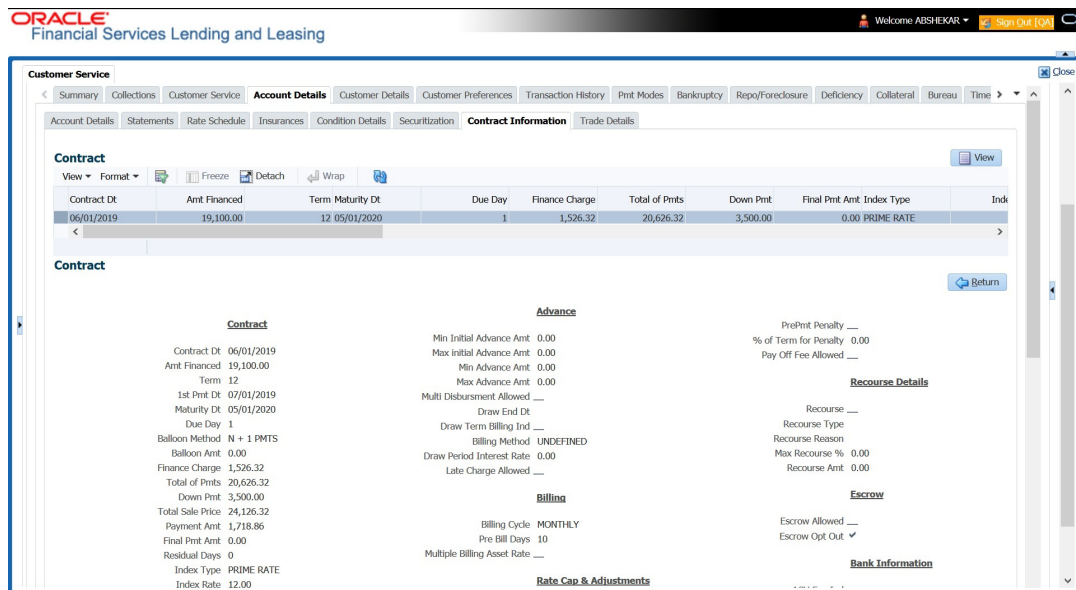 ORACLE
Financial Services Lending and Leasing
Welcome ABSHEKAR
Sign Out [QA]
Customer Service
Close
Summary Collections Customer Service Account Details Customer Details Customer Preferences Transaction History Pmt Modes Bankruptcy Repo/Foreclosure Deficiency Collateral Bureau Time
Account Details Statements Rate Schedule Insurances Condition Details Securitization Contract Information Trade Details
Contract
View
View Format Freeze Detach Wrap
Contract Dt Amt Financed Term Maturity Dt Due Day Finance Charge Total of Pmts Down Pmt Final Pmt Amt Index Type Inde
06/01/2019 19,100.00 12 05/01/2020 1 1,526.32 20,626.32 3,500.00 0.00 PRIME RATE
Contract
Return
Contract
Contract Dt 06/01/2019
Amt Financed 19,100.00
Term 12
1st Pmt Dt 07/01/2019
Maturity Dt 05/01/2020
Due Day 1
Balloon Method N + 1 PMTS
Balloon Amt 0.00
Finance Charge 1,526.32
Total of Pmts 20,626.32
Down Pmt 3,500.00
Total Sale Price 24,126.32
Payment Amt 1,718.86
Final Pmt Amt 0.00
Residual Days 0
Index Type PRIME RATE
Index Rate 12.00
Advance
Min Initial Advance Amt 0.00
Max initial Advance Amt 0.00
Min Advance Amt 0.00
Max Advance Amt 0.00
Multi Disbursment Allowed
Draw End Dt
Draw Term Billing Ind
Billing Method UNDEFINED
Draw Period Interest Rate 0.00
Late Charge Allowed
Billing
Billing Cycle MONTHLY
Pre Bill Days 10
Multiple Billing Asset Rate
Rate Cap & Adjustments
PrePmt Penalty
% of Term for Penalty 0.00
Pay Off Fee Allowed
Recourse Details
Recourse
Recourse Type
Recourse Reason
Max Recourse % 0.00
Recourse Amt 0.00
Escrow
Escrow Allowed
Escrow Opt Out ✓
Bank Information